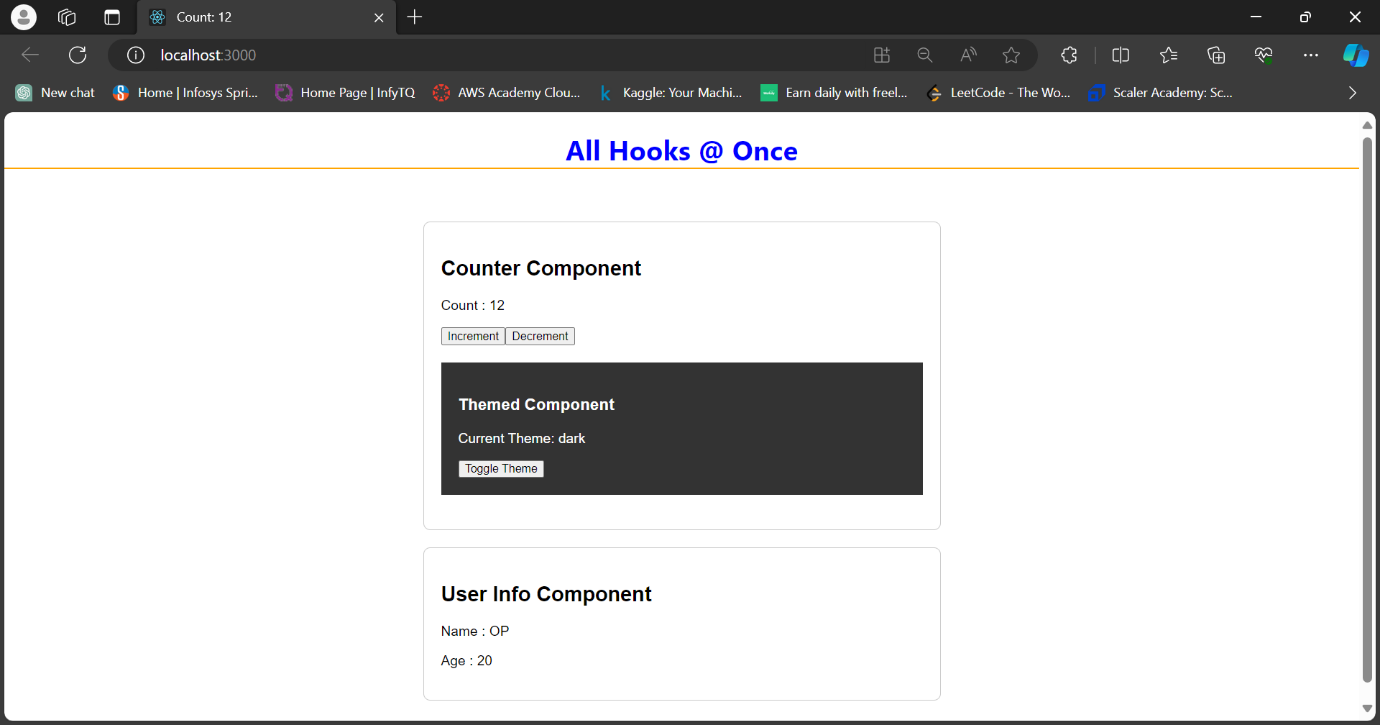 Count: 12
localhost:3000
New chat
Home | Infosys Spri...
Home Page | InfyTQ
AWS Academy Clou...
Kaggle: Your Machi...
Earn daily with freel...
LeetCode - The Wo...
Scaler Academy: Sc...
All Hooks @ Once
Counter Component
Count : 12
Increment Decrement
Themed Component
Current Theme: dark
Toggle Theme
User Info Component
Name : OP
Age : 20